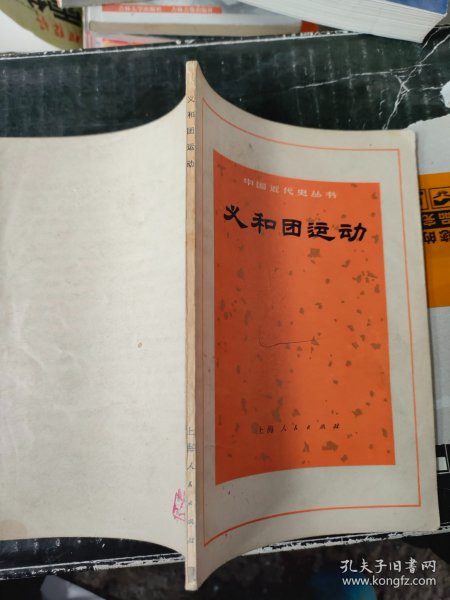 中国近代史丛书
义和团运动
上海人民出版社
义和团运动
上海人民出版社
孔夫子旧书网
www.kongfz.com